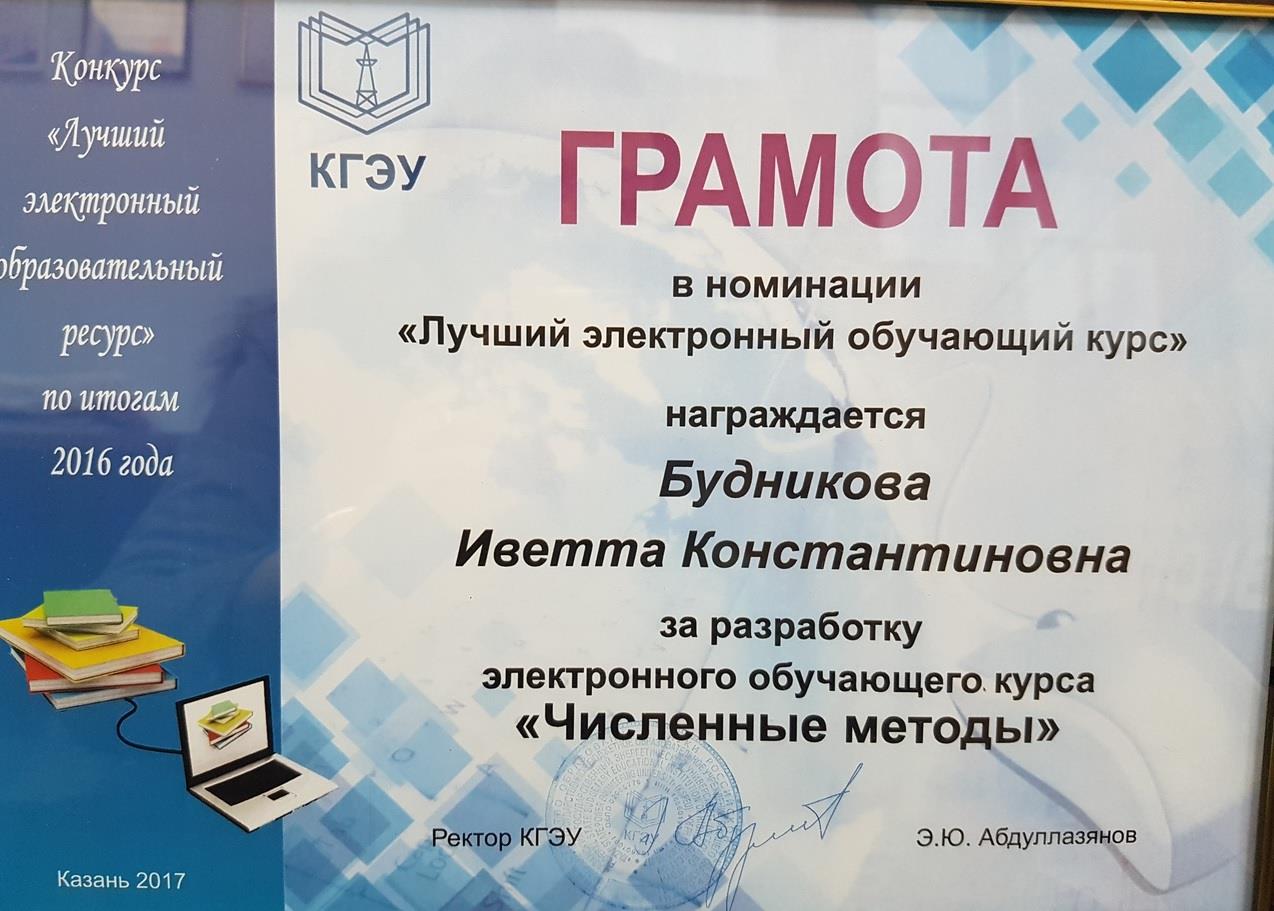 Конкурс
«Лучший
электронный
образовательный
ресурс»
по итогам
2016 года
Казань 2017
КГЭУ
ГРАМОТА
в номинации
«Лучший электронный обучающий курс»
награждается
Будникова
Иветта Константиновна
за разработку
электронного обучающего курса
«Численные методы»
Ректор КГЭУ
Э.Ю. Абдуллазянов